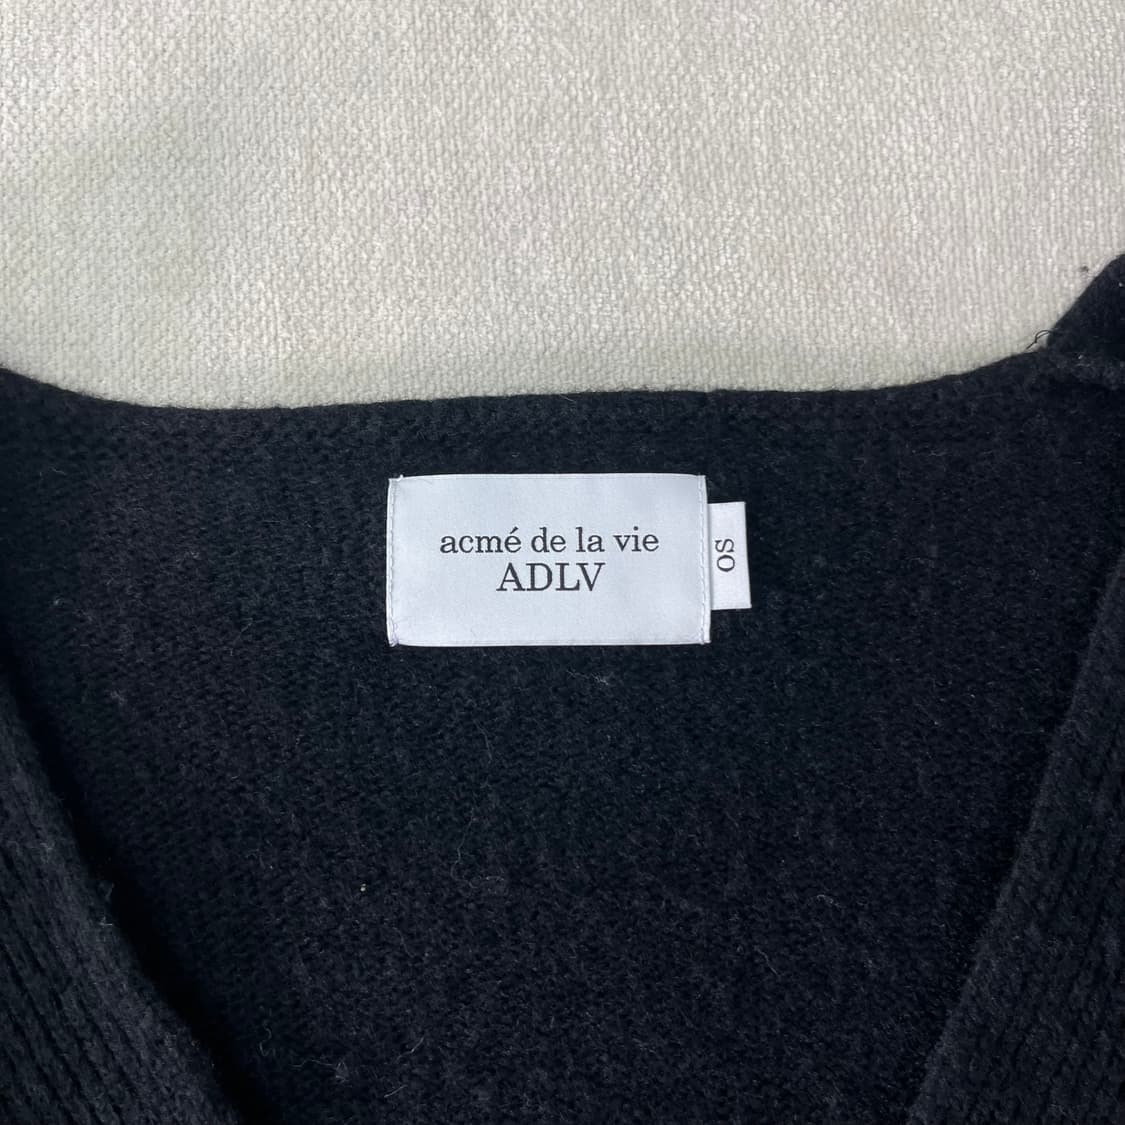 acmé de la vie
ADLV
OS